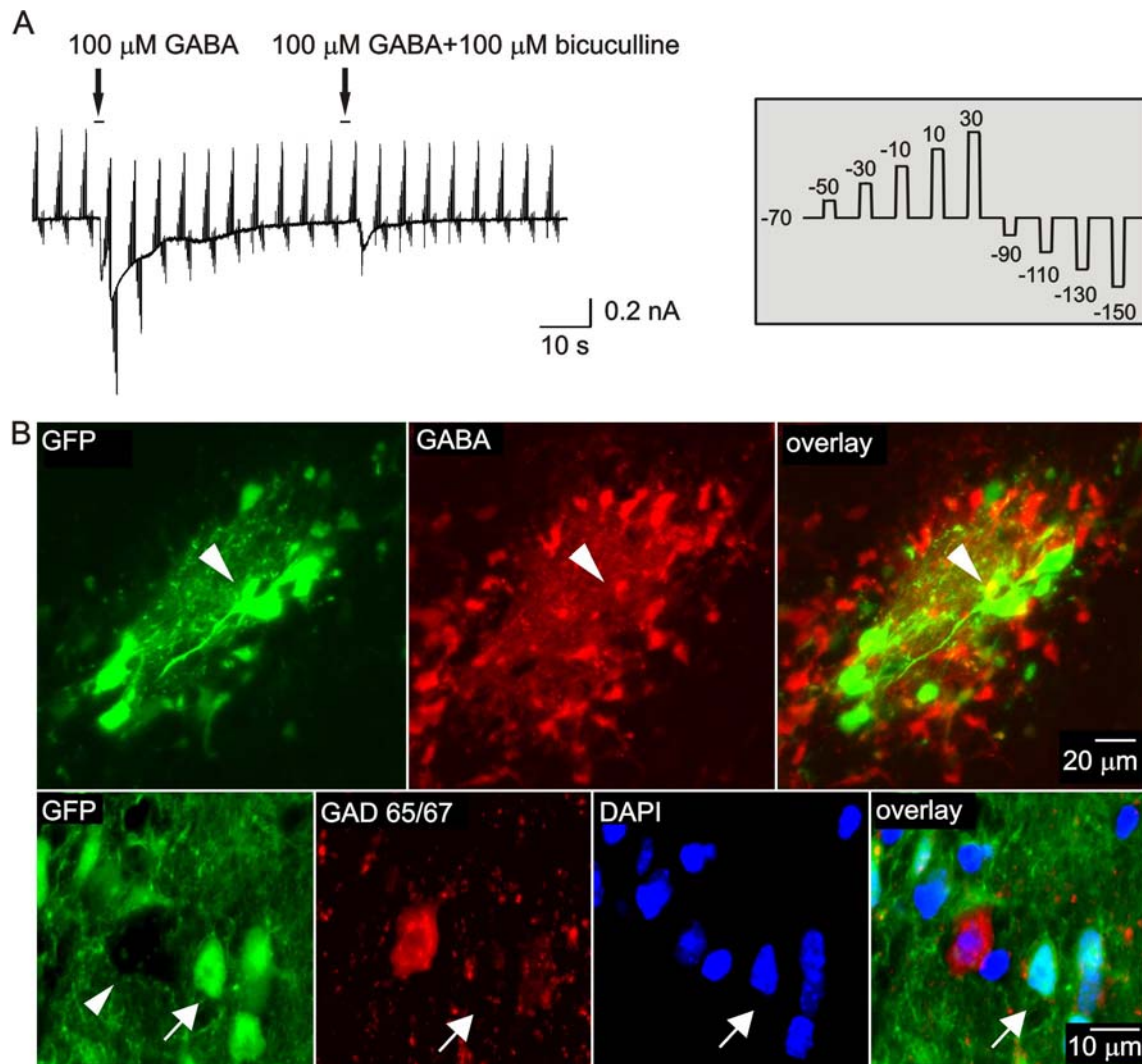 A
100 μM GABA
100 μM GABA+100 μM bicuculline
0.2 nA
10 s
-70
-50
-30
-10
10
30
-90
-110
-130
-150
B
GFP
GABA
overlay
20 μm
GFP
GAD 65/67
DAPI
overlay
10 μm